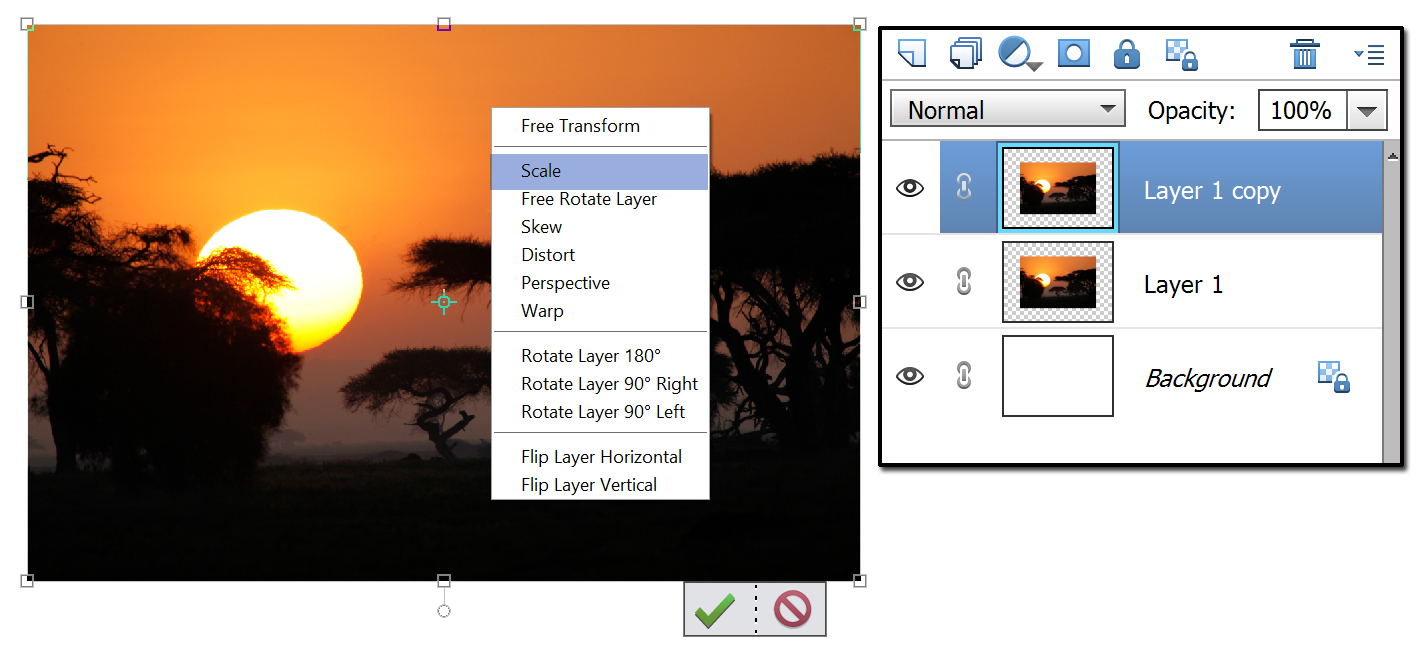 Free Transform
Scale
Free Rotate Layer
Skew
Distort
Perspective
Warp
Rotate Layer 180°
Rotate Layer 90° Right
Rotate Layer 90° Left
Flip Layer Horizontal
Flip Layer Vertical
Normal Opacity: 100%
Layer 1 copy
Layer 1
Background